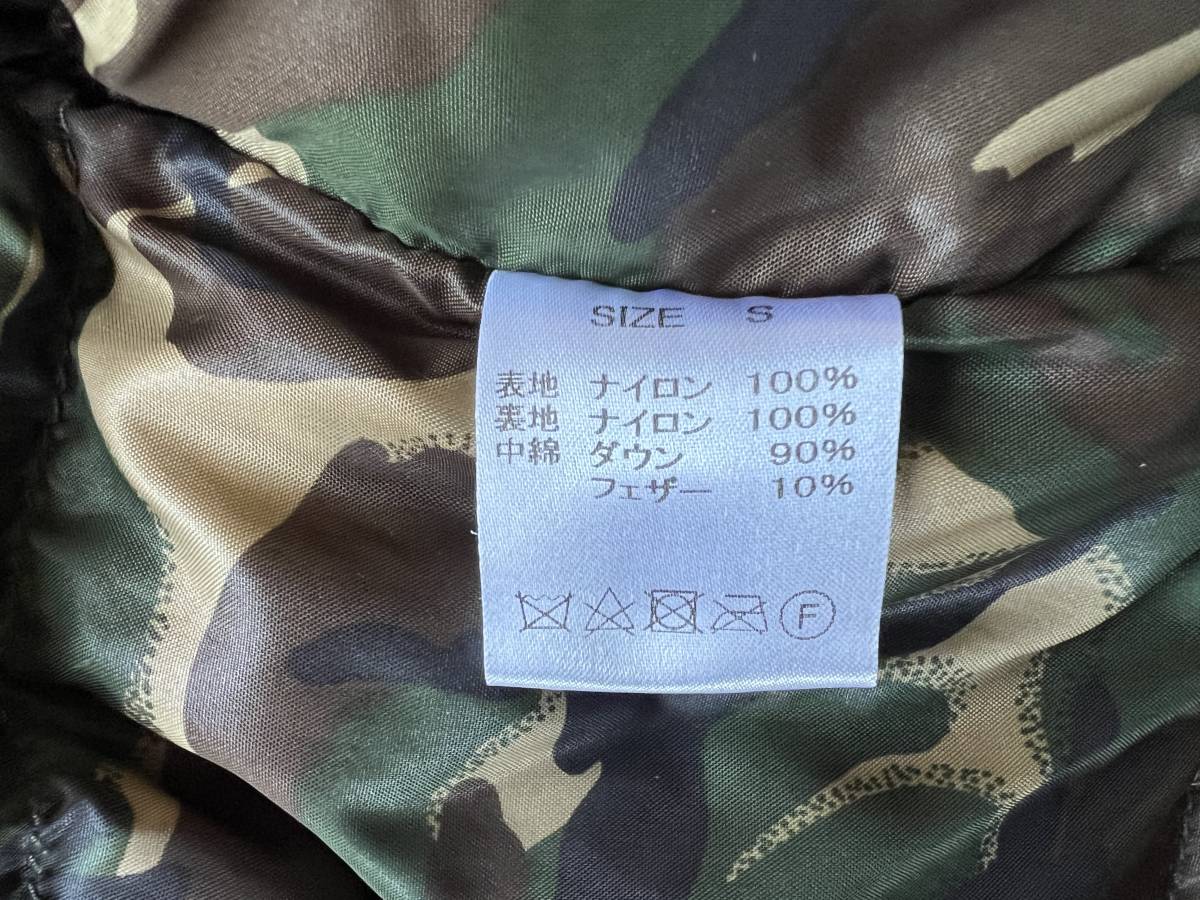 SIZE S
表地 ナイロン 100%
裏地 ナイロン 100%
中綿 ダウン 90%
フェザー 10%
F